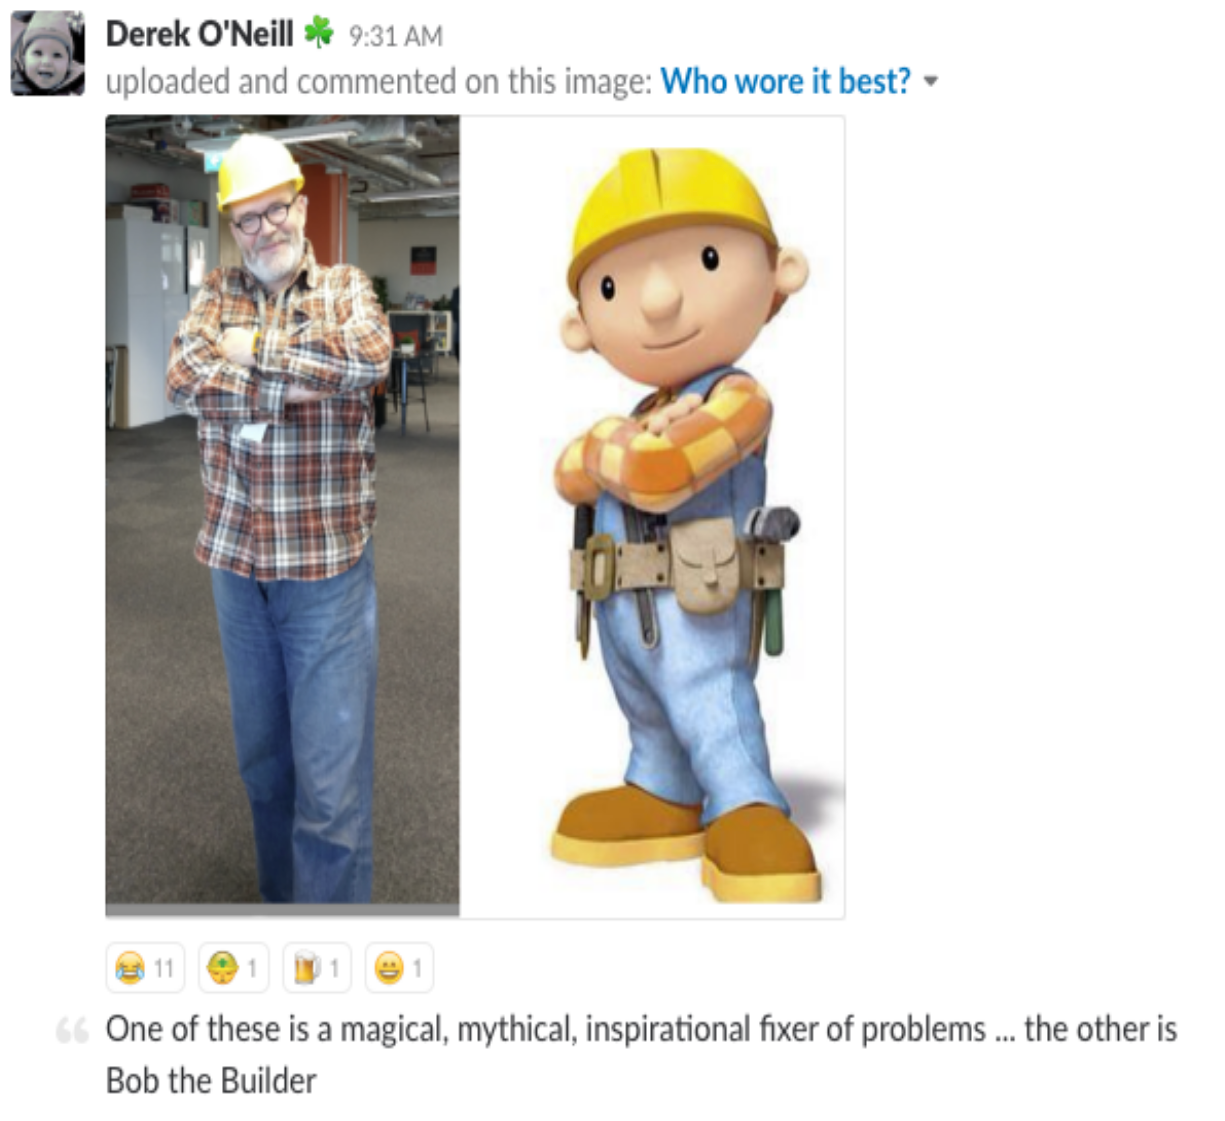 Derek O'Neill 9:31 AM
uploaded and commented on this image: Who wore it best?
11 1 1 1
One of these is a magical, mythical, inspirational fixer of problems ... the other is
Bob the Builder